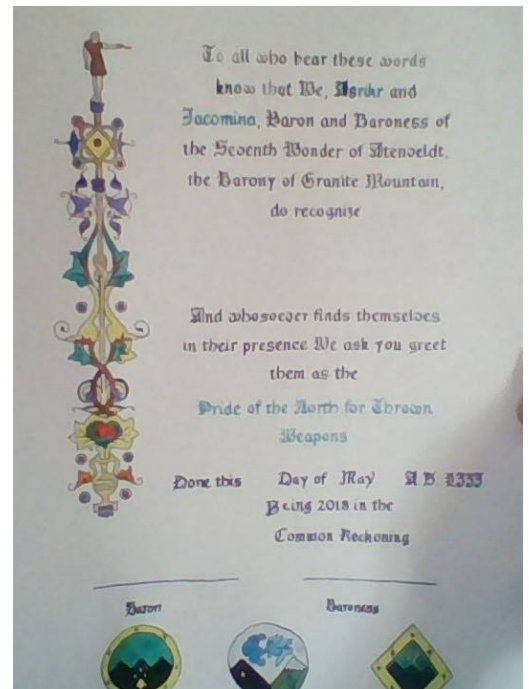 To all who hear these words
know that We, Asrikr and
Jacomina, Baron and Baroness of
the Seventh Wonder of Atenveldt,
the Barony of Granite Mountain,
do recognize
And whosoever finds themselves
in their presence We ask you greet
them as the
Pride of the North for Thrown
Weapons
Done this Day of May A S LIII
Being 2018 in the
Common Reckoning
Baron Baroness